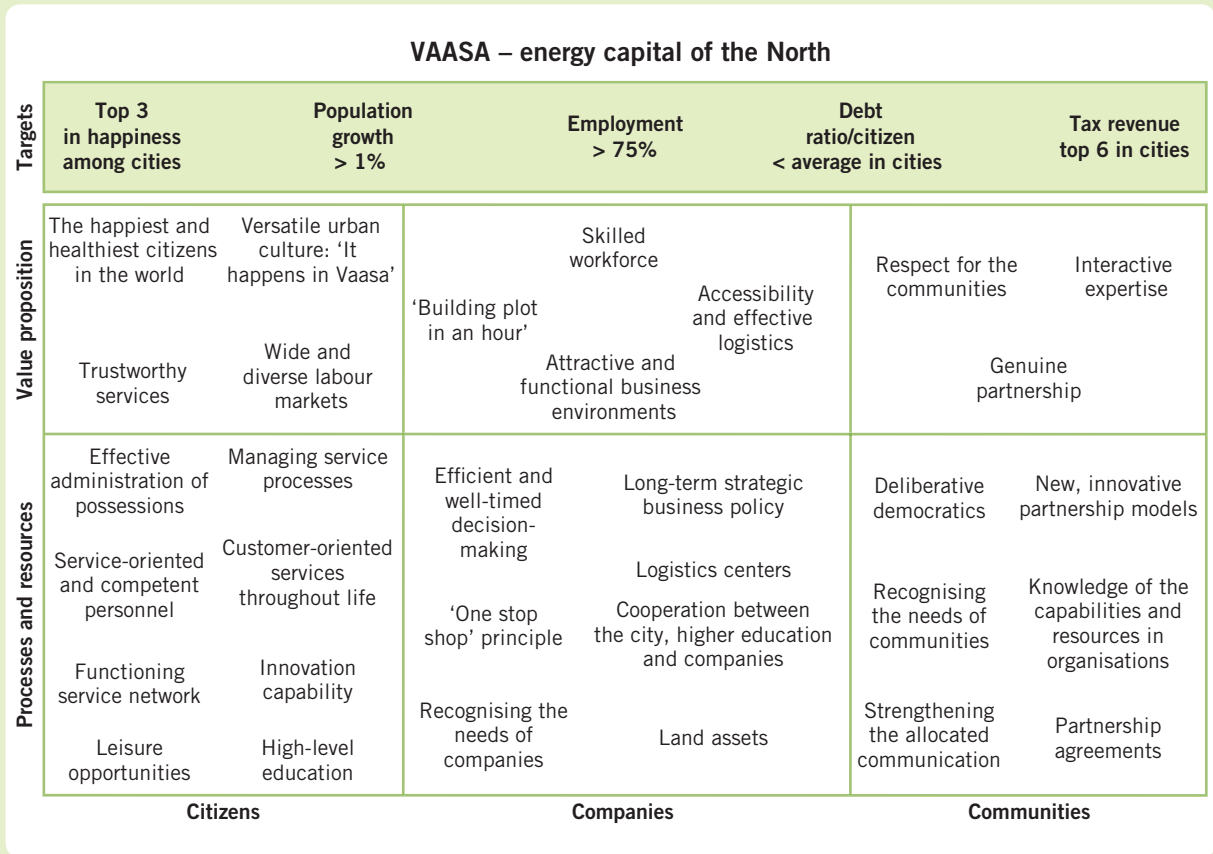 VAASA – energy capital of the North
Targets
Top 3
in happiness
among cities
Population
growth
> 1%
Employment
> 75%
Debt
ratio/citizen
< average in cities
Tax revenue
top 6 in cities
Value proposition
The happiest and
healthiest citizens
in the world
Versatile urban
culture: ‘It
happens in Vaasa’
Trustworthy
services
Wide and
diverse labour
markets
Skilled
workforce
‘Building plot
in an hour’
Accessibility
and effective
logistics
Attractive and
functional business
environments
Respect for the
communities
Interactive
expertise
Genuine
partnership
Processes and resources
Effective
administration of
possessions
Managing service
processes
Service-oriented
and competent
personnel
Customer-oriented
services
throughout life
Functioning
service network
Innovation
capability
Leisure
opportunities
High-level
education
Efficient and
well-timed
decision-
making
Long-term strategic
business policy
Logistics centers
‘One stop
shop’ principle
Cooperation between
the city, higher education
and companies
Recognising the
needs of
companies
Land assets
Deliberative
democratics
New, innovative
partnership models
Recognising
the needs of
communities
Knowledge of the
capabilities and
resources in
organisations
Strengthening
the allocated
communication
Partnership
agreements
Citizens
Companies
Communities